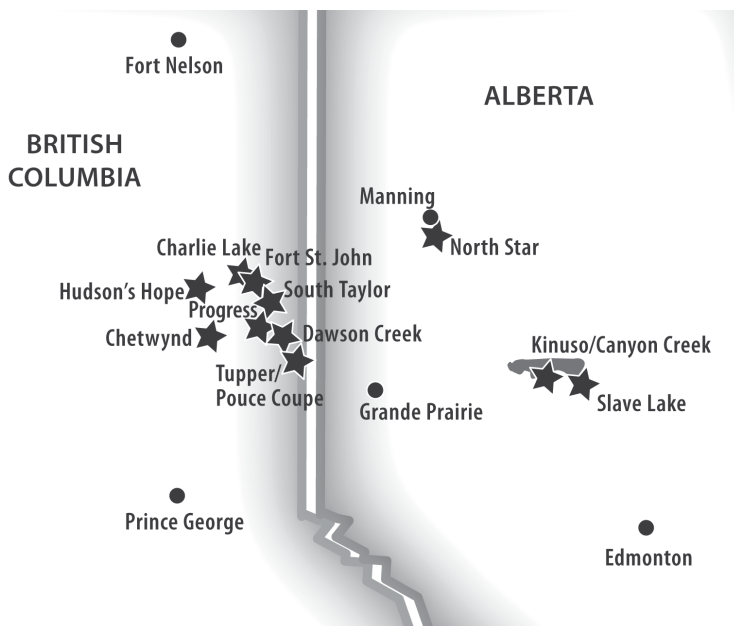 Fort Nelson
ALBERTA
BRITISH
COLUMBIA
Manning
North Star
Charlie Lake
Fort St. John
Hudson's Hope
South Taylor
Progress
Chetwynd
Dawson Creek
Kinuso/Canyon Creek
Tupper/
Pouce Coupe
Grande Prairie
Slave Lake
Prince George
Edmonton